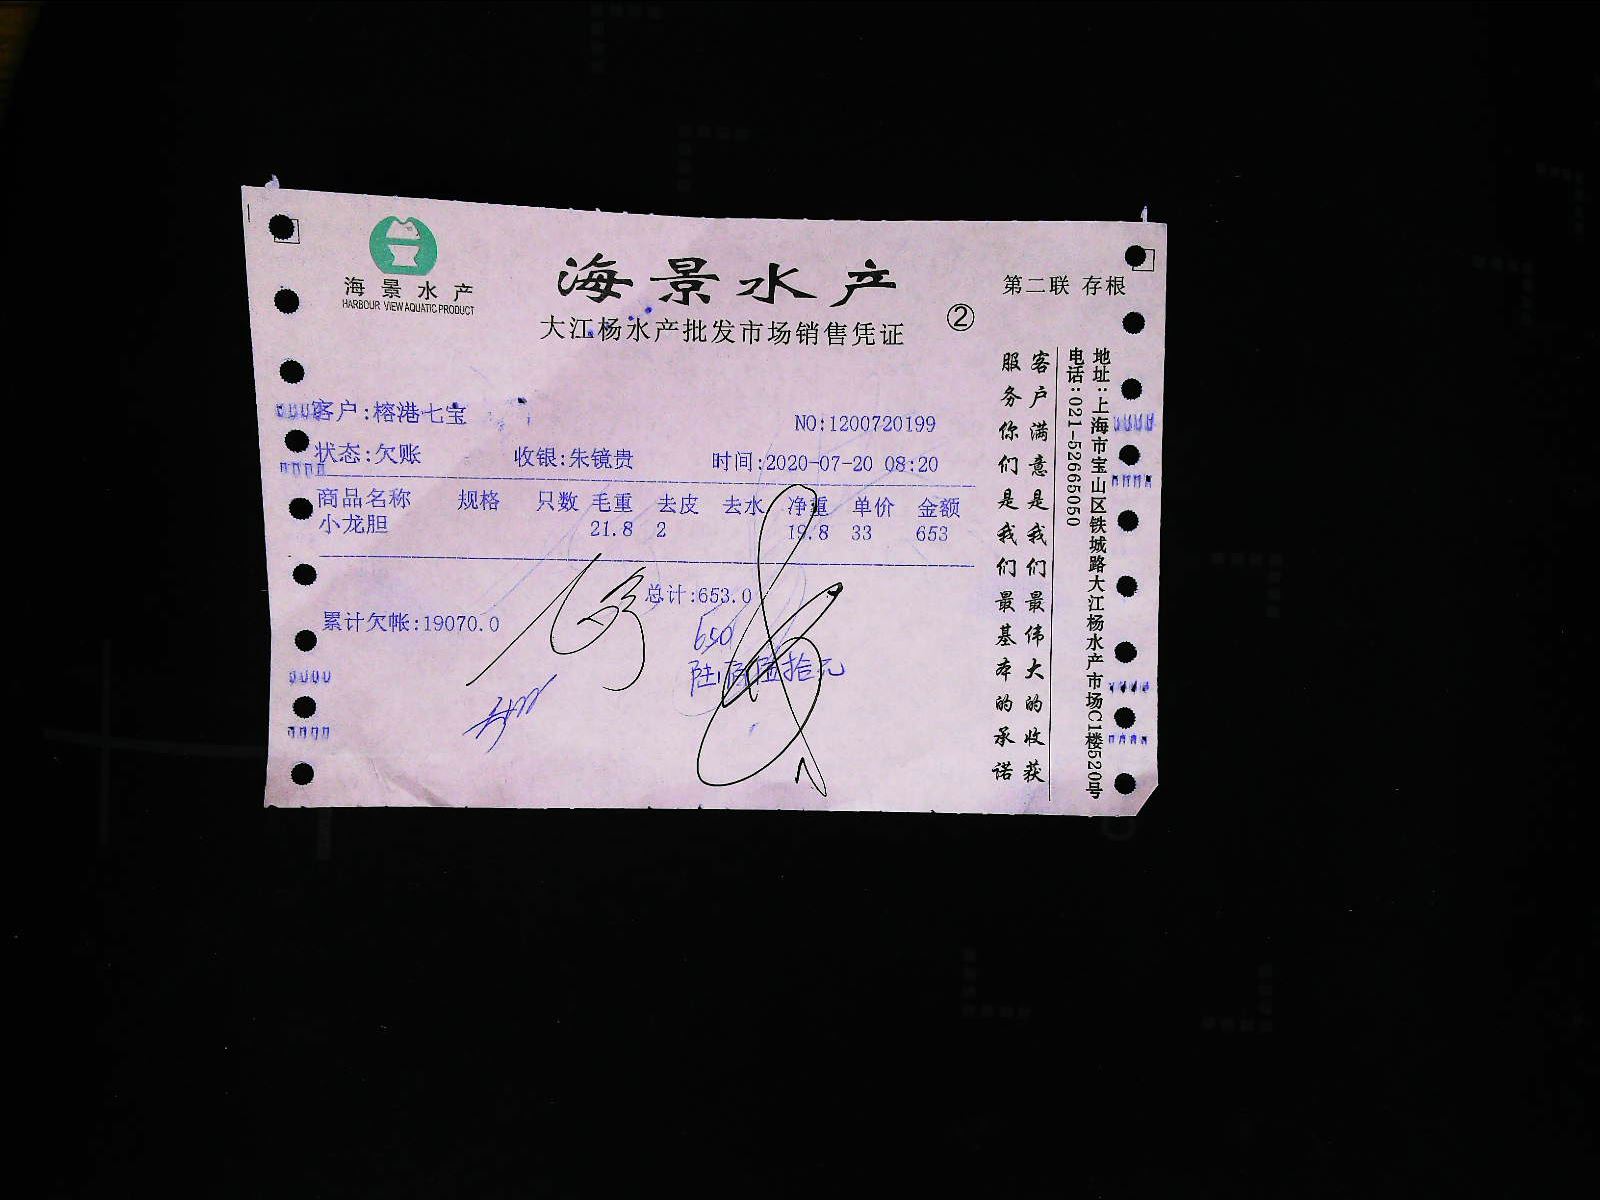 海景水产
HARBOUR VIEW AQUATIC PRODUCT
海景水产
大江杨水产批发市场销售凭证
②
第二联 存根
客户:榕港七宝
NO:1200720199
状态:欠账 收银:朱镜贵 时间:2020-07-20 08:20
商品名称 规格 只数 毛重 去皮 去水 净重 单价 金额
小龙胆 21.8 2 19.8 33 653
总计:653.0
累计欠帐:19070.0
650
陆佰伍拾元
客户满意是我们最伟大的收获
服务你们是我们最基本的承诺
地址:上海市宝山区铁城路大江杨水产市场C1楼520号
电话:021-52665050